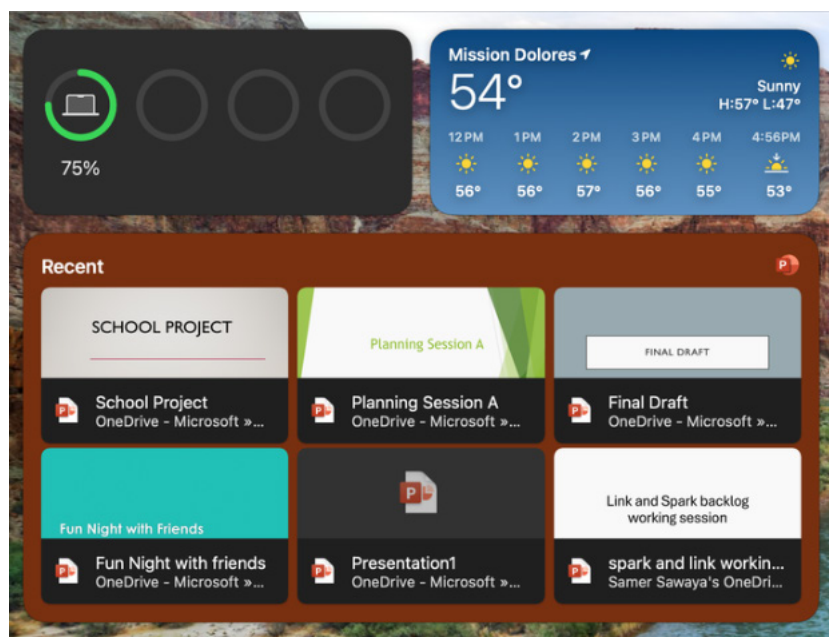 Mission Dolores
54°
Sunny
H:57° L:47°
12 PM 1 PM 2 PM 3 PM 4 PM 4:56PM
56° 56° 57° 56° 55° 53°
75%
Recent
P
SCHOOL PROJECT
Planning Session A
FINAL DRAFT
P School Project
OneDrive - Microsoft »...
P Planning Session A
OneDrive - Microsoft »...
P Final Draft
OneDrive - Microsoft »...
Fun Night with Friends
P
Link and Spark backlog
working session
P Fun Night with friends
OneDrive - Microsoft »...
P Presentation1
OneDrive - Microsoft »...
P spark and link workin...
Samer Sawaya's OneDri...